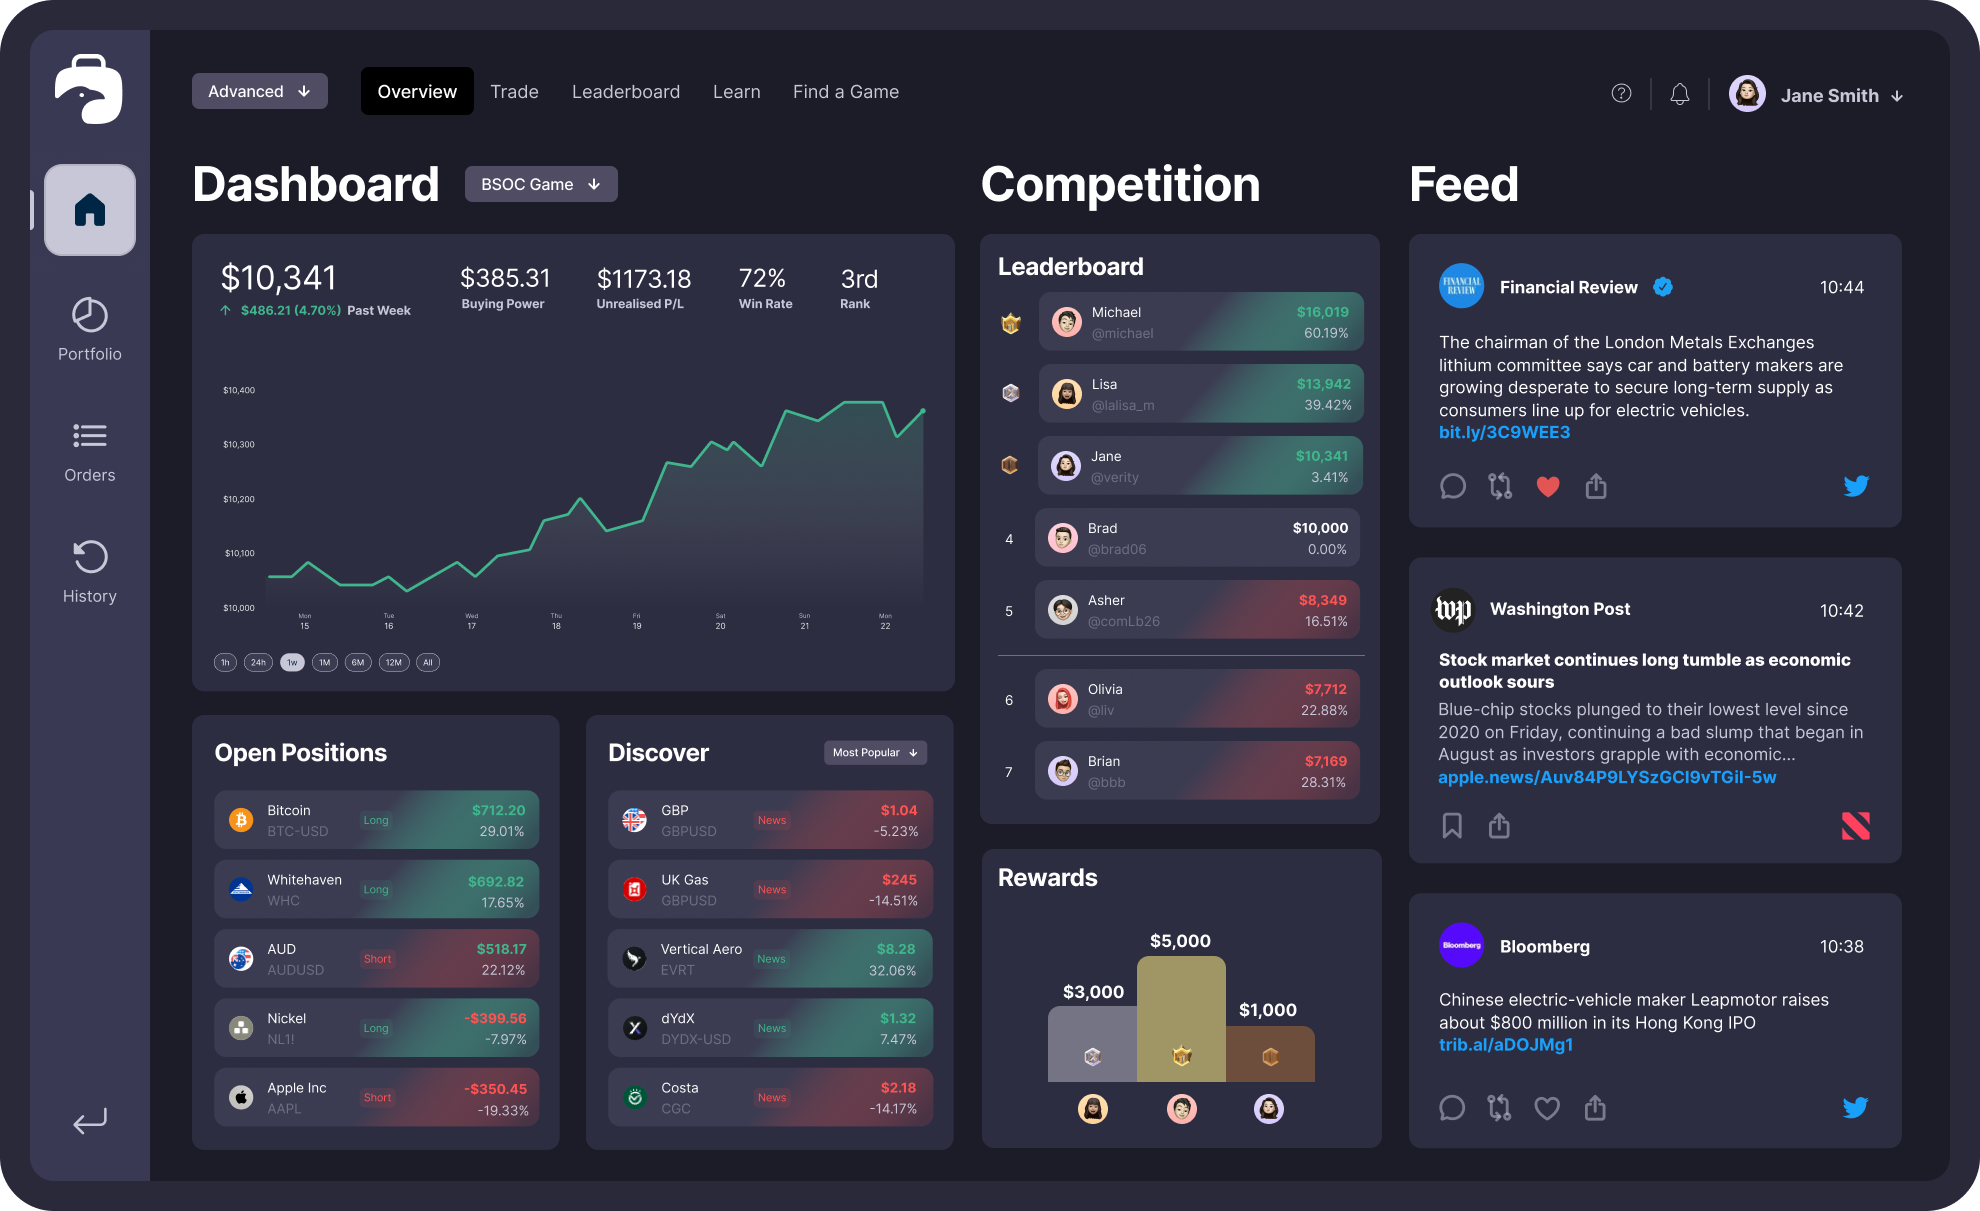 Advanced
Overview
Trade
Leaderboard
Learn
Find a Game
Jane Smith
Portfolio
Orders
History
Dashboard
BSOC Game
$10,341
$486.21 (4.70%) Past Week
$385.31
Buying Power
$1173.18
Unrealised P/L
72%
Win Rate
3rd
Rank
$10,400
$10,300
$10,200
$10,100
$10,000
Mon
15
Tue
16
Wed
17
Thu
18
Fri
19
Sat
20
Sun
21
Mon
22
1h
24h
1w
1M
6M
12M
All
Open Positions
Bitcoin
BTC-USD
Long
$712.20
29.01%
Whitehaven
WHC
Long
$692.82
17.65%
AUD
AUDUSD
Short
$518.17
22.12%
Nickel
NL1!
Long
-$399.56
-7.97%
Apple Inc
AAPL
Short
-$350.45
-19.33%
Discover
Most Popular
GBP
GBPUSD
News
$1.04
-5.23%
UK Gas
GBPUSD
News
$245
-14.51%
Vertical Aero
EVRT
News
$8.28
32.06%
dYdX
DYDX-USD
News
$1.32
7.47%
Costa
CGC
News
$2.18
-14.17%
Competition
Leaderboard
Michael
@michael
$16,019
60.19%
Lisa
@lalisa_m
$13,942
39.42%
Jane
@verity
$10,341
3.41%
4
Brad
@brad06
$10,000
0.00%
5
Asher
@comLb26
$8,349
16.51%
6
Olivia
@liv
$7,712
22.88%
7
Brian
@bbb
$7,169
28.31%
Rewards
$5,000
$3,000
$1,000
Feed
FINANCIAL
REVIEW
Financial Review
10:44
The chairman of the London Metals Exchanges
lithium committee says car and battery makers are
growing desperate to secure long-term supply as
consumers line up for electric vehicles.
bit.ly/3C9WEE3
wp
Washington Post
10:42
Stock market continues long tumble as economic
outlook sours
Blue-chip stocks plunged to their lowest level since
2020 on Friday, continuing a bad slump that began in
August as investors grapple with economic...
apple.news/Auv84P9LYSzGCI9vTGiI-5w
Bloomberg
Bloomberg
10:38
Chinese electric-vehicle maker Leapmotor raises
about $800 million in its Hong Kong IPO
trib.al/aDOJMg1